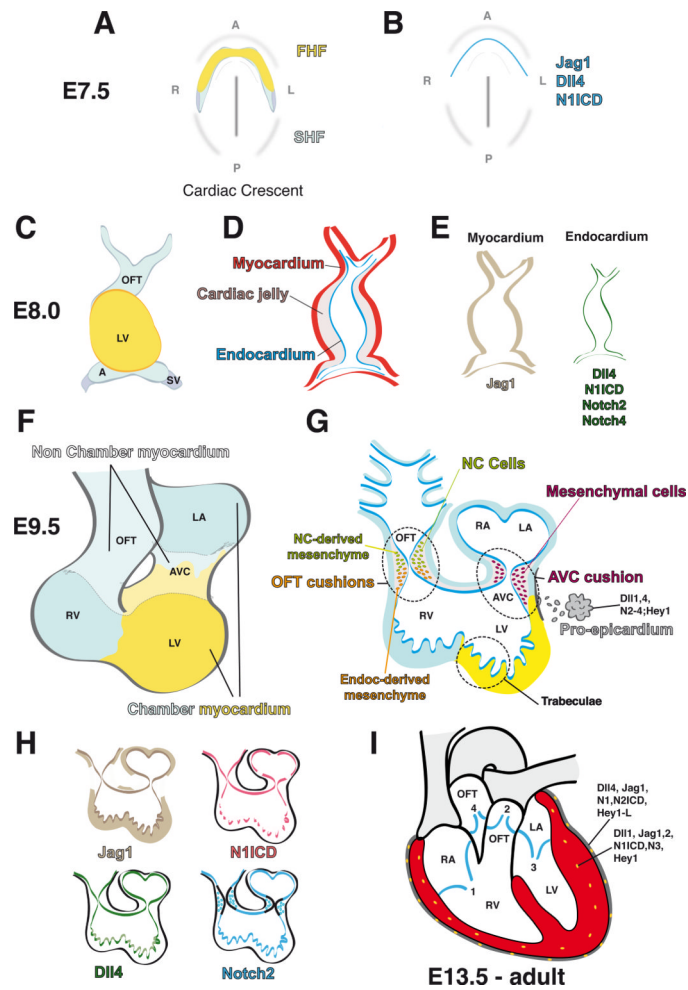 A
A
FHF
R
L
SHF
P
Cardiac Crescent
E7.5
B
A
Jag1
Dll4
N1ICD
R
L
P
C
OFT
E8.0
LV
A
SV
D
Myocardium
Cardiac jelly
Endocardium
E
Myocardium
Endocardium
Jag1
Dll4
N1ICD
Notch2
Notch4
F
Non Chamber myocardium
E9.5
OFT
LA
AVC
RV
LV
Chamber myocardium
G
NC Cells
Mesenchymal cells
RA
LA
OFT
NC-derived
mesenchyme
OFT cushions
AVC cushion
AVC
RV
LV
Dll1,4,
N2-4;Hey1
Pro-epicardium
Endoc-derived
mesenchyme
Trabeculae
H
Jag1
N1ICD
Dll4
Notch2
I
OFT
4
2
OFT
LA
RA
3
1
LV
RV
Dll4, Jag1,
N1,N2ICD,
Hey1-L
Dll1, Jag1,2,
N1ICD,N3,
Hey1
E13.5 - adult